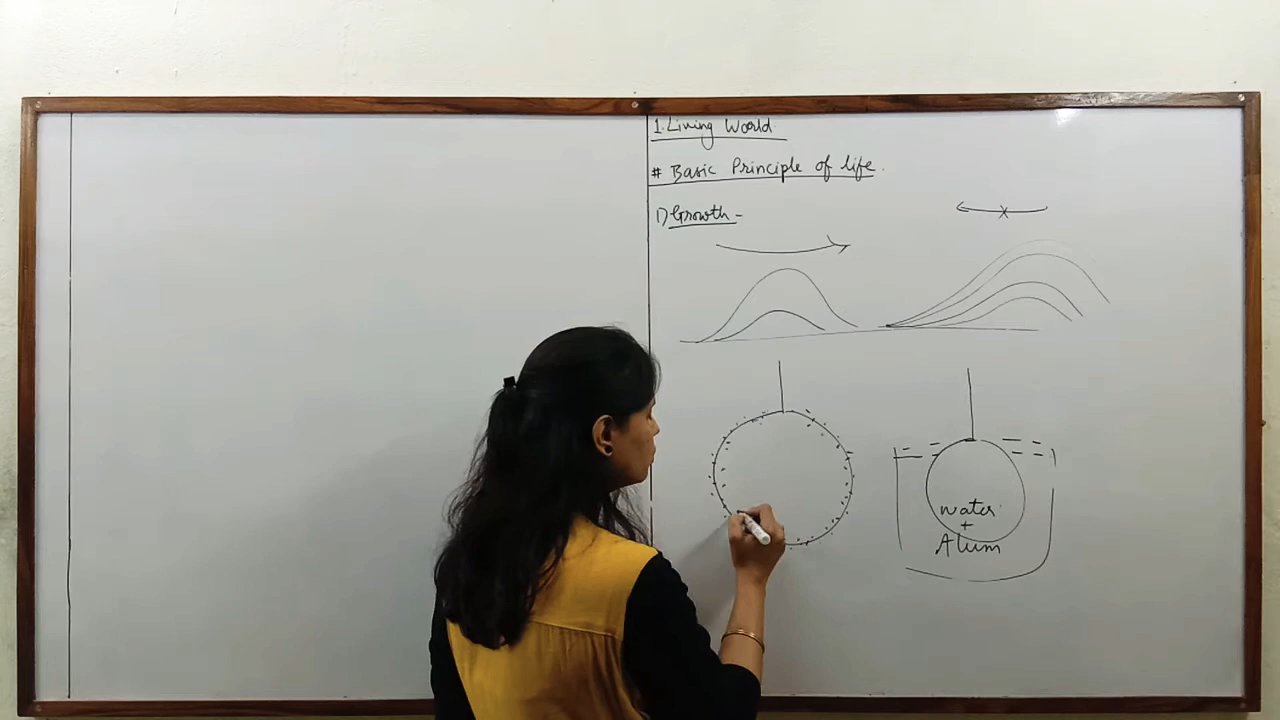 1. Living World
# Basic Principle of life.
1) Growth -
water
+
Alum